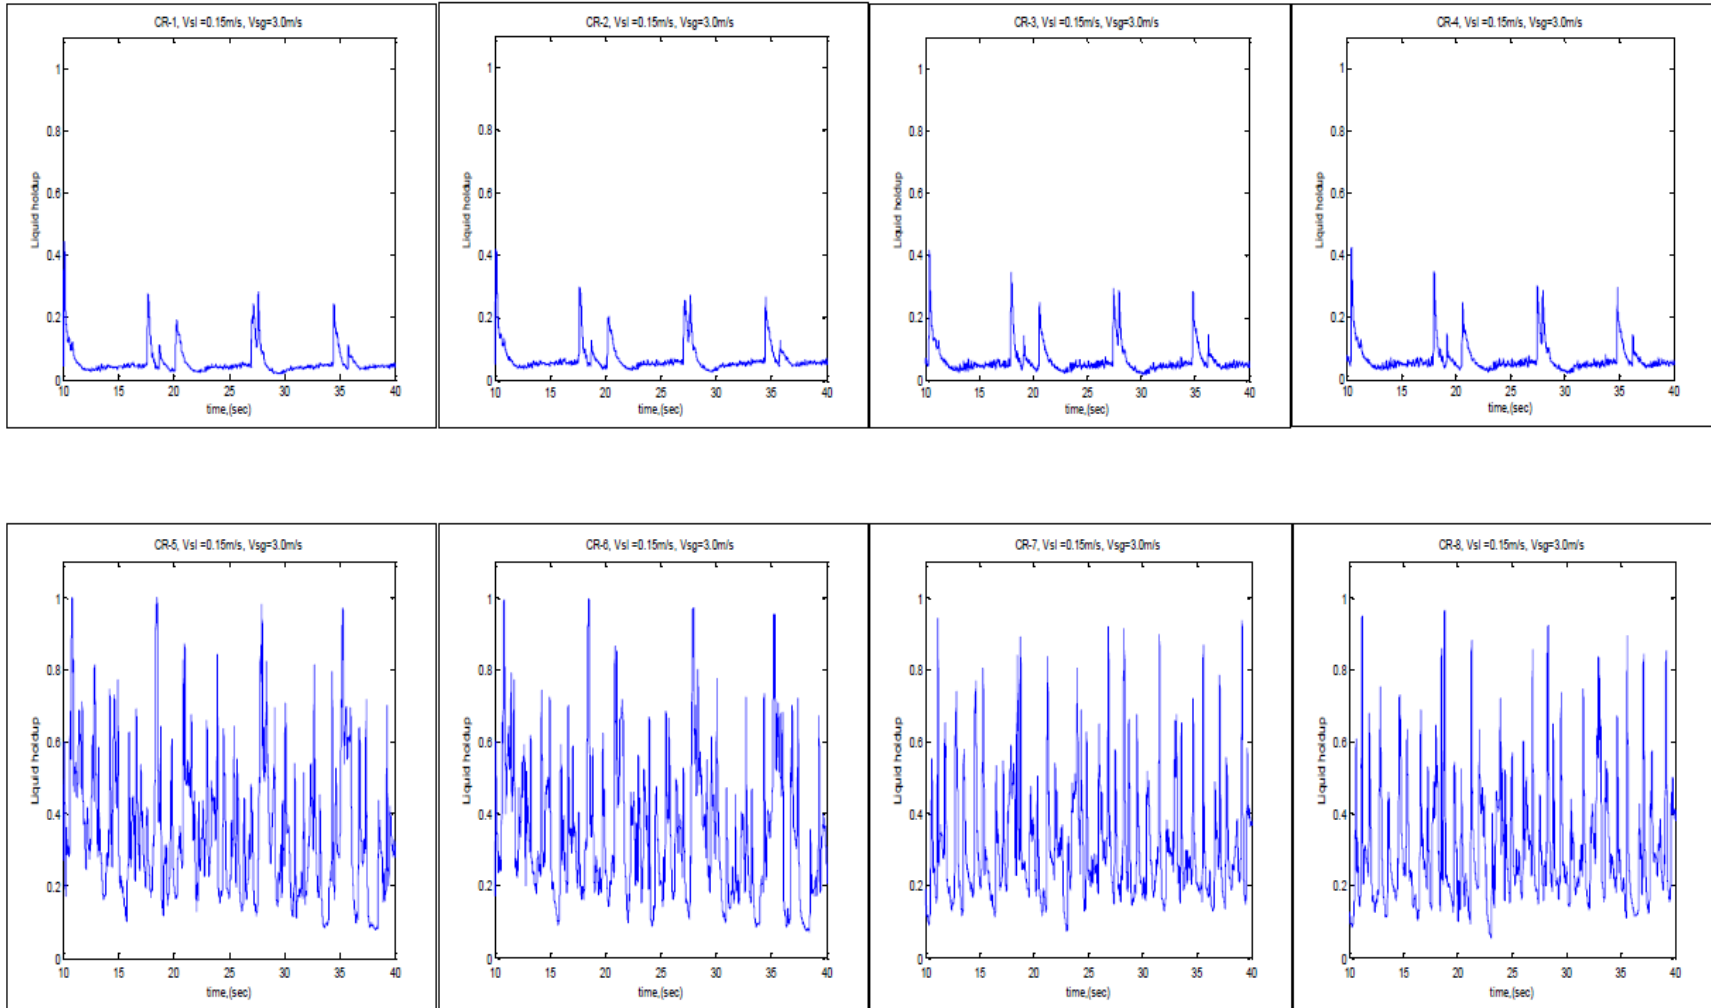 CR-1, Vsl =0.15m/s, Vsg=3.0m/s
Liquid holdup
1
0.8
0.6
0.4
0.2
0
10 15 20 25 30 35 40
time,(sec)
CR-2, Vsl =0.15m/s, Vsg=3.0m/s
Liquid holdup
1
0.8
0.6
0.4
0.2
0
10 15 20 25 30 35 40
time,(sec)
CR-3, Vsl =0.15m/s, Vsg=3.0m/s
Liquid holdup
1
0.8
0.6
0.4
0.2
0
10 15 20 25 30 35 40
time,(sec)
CR-4, Vsl =0.15m/s, Vsg=3.0m/s
Liquid holdup
1
0.8
0.6
0.4
0.2
0
10 15 20 25 30 35 40
time,(sec)
CR-5, Vsl =0.15m/s, Vsg=3.0m/s
Liquid holdup
1
0.8
0.6
0.4
0.2
0
10 15 20 25 30 35 40
time,(sec)
CR-6, Vsl =0.15m/s, Vsg=3.0m/s
Liquid holdup
1
0.8
0.6
0.4
0.2
0
10 15 20 25 30 35 40
time,(sec)
CR-7, Vsl =0.15m/s, Vsg=3.0m/s
Liquid holdup
1
0.8
0.6
0.4
0.2
0
10 15 20 25 30 35 40
time,(sec)
CR-8, Vsl =0.15m/s, Vsg=3.0m/s
Liquid holdup
1
0.8
0.6
0.4
0.2
0
10 15 20 25 30 35 40
time,(sec)